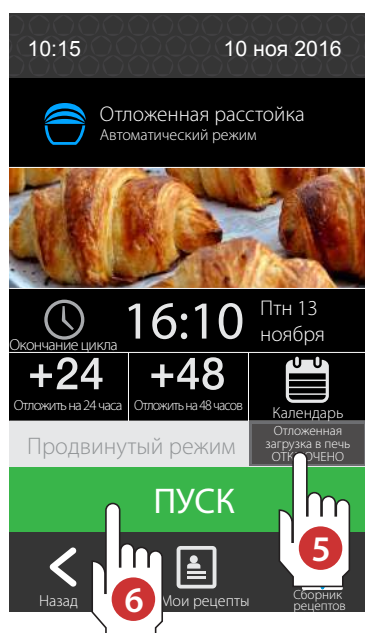 10:15 10 ноя 2016
Отложенная расстойка
Автоматический режим
Окончание цикла
16:10
Птн 13
ноября
+24
Отложить на 24 часа
+48
Отложить на 48 часов
Календарь
Продвинутый режим
Отложенная
загрузка в печь
ПУСК
5
6
Назад
Мои рецепты
Сборник
рецептов